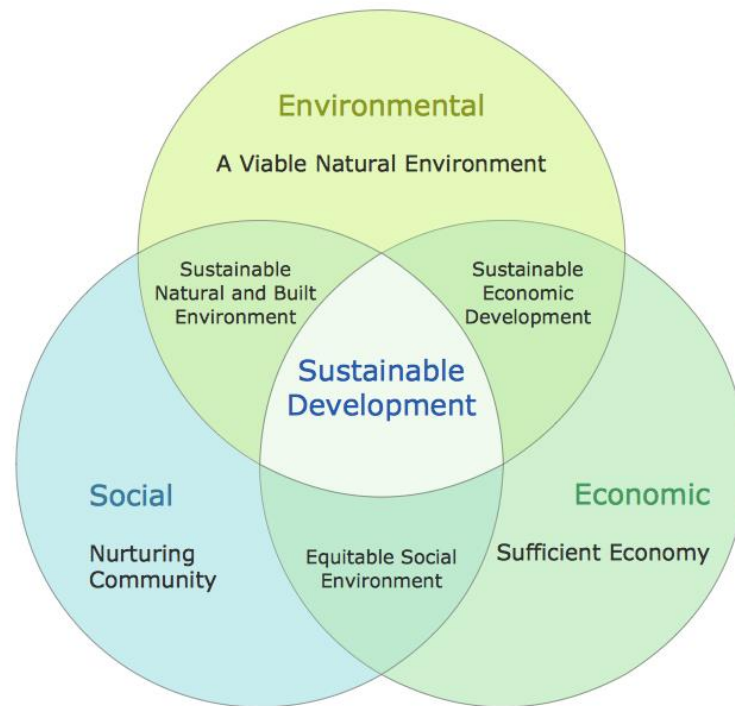 Environmental
A Viable Natural Environment
Sustainable
Natural and Built
Environment
Sustainable
Economic
Development
Sustainable
Development
Social
Nurturing
Community
Economic
Sufficient Economy
Equitable Social
Environment